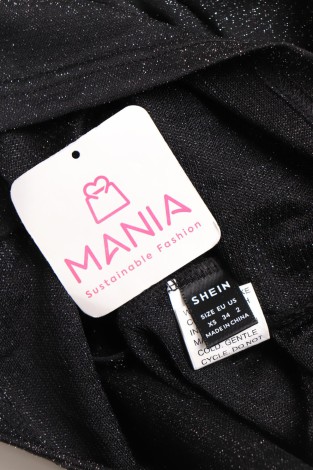 MANIA
Sustainable Fashion
SHEIN
SIZE EU US
XS 34 2
MADE IN CHINA
COLD GENTLE
CYCLE DO NOT